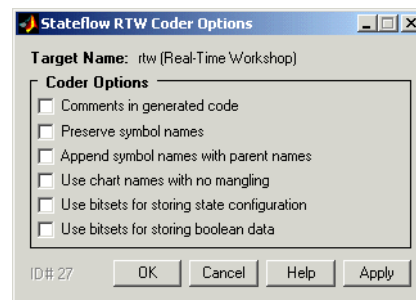 Stateflow RTW Coder Options
Target Name: rtw (Real-Time Workshop)
Coder Options
Comments in generated code
Preserve symbol names
Append symbol names with parent names
Use chart names with no mangling
Use bitsets for storing state configuration
Use bitsets for storing boolean data
ID# 27 OK Cancel Help Apply